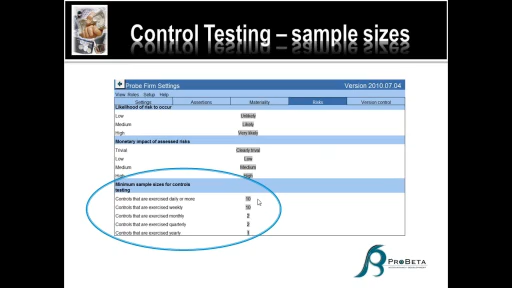 Control Testing – sample sizes
Probe Firm Settings Version 2010.07.04
View Roles Setup Help
Settings Assertions Materiality Risks Version control
Likelihood of risk to occur
Low Unlikely
Medium Likely
High Very likely
Monetary impact of assessed risks
Trivial Clearly trivial
Low Low
Medium Medium
High High
Minimum sample sizes for controls
testing
Controls that are exercised daily or more
Controls that are exercised weekly 10
Controls that are exercised monthly 2
Controls that are exercised quarterly 2
Controls that are exercised yearly
PROBETA